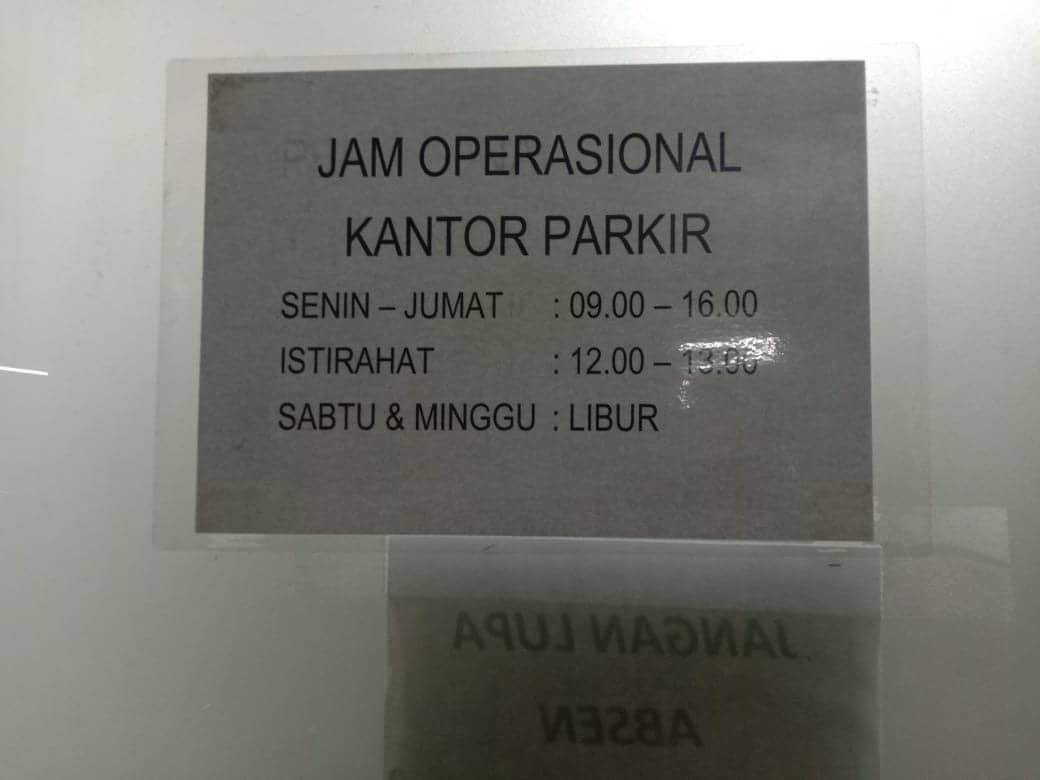 JAM OPERASIONAL
KANTOR PARKIR
SENIN – JUMAT : 09.00 – 16.00
ISTIRAHAT : 12.00 – 13.00
SABTU & MINGGU : LIBUR
JANGAN LUPA
ABSEN